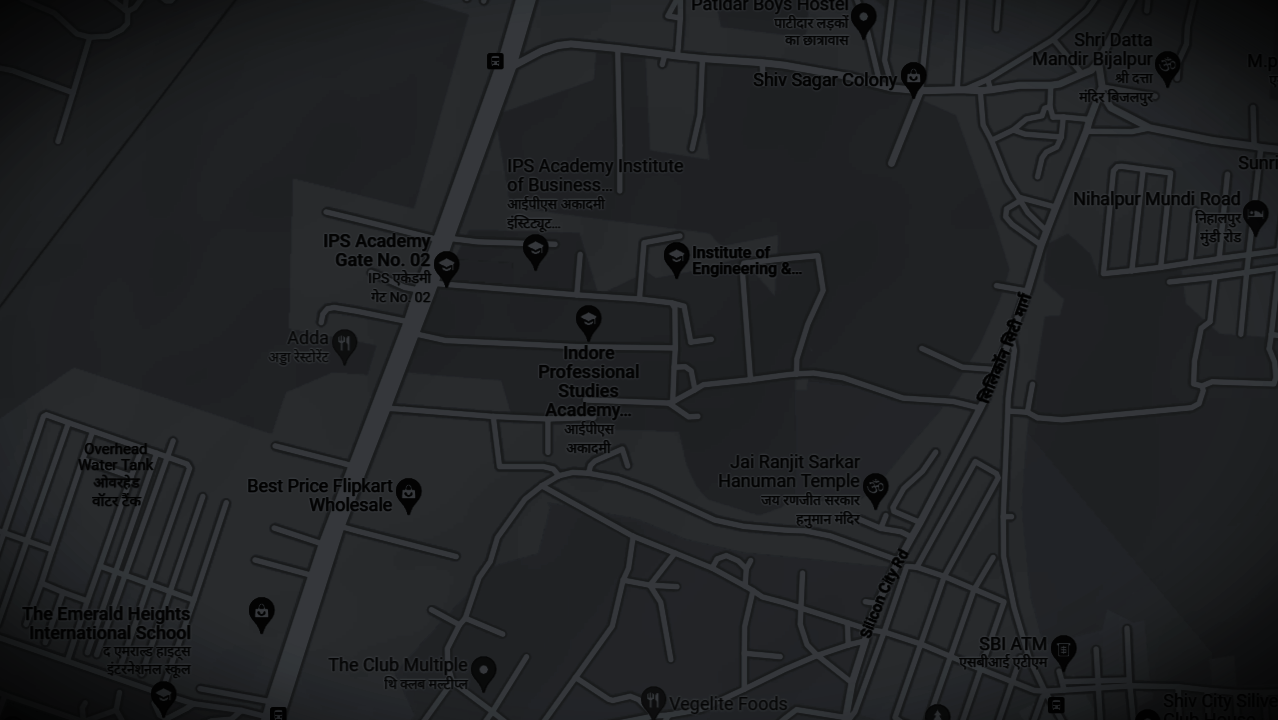 Patidar Boys Hostel
पाटीदार लड़कों
का छात्रावास
Shri Datta
Mandir Bijalpur
श्री दत्ता
मंदिर बिजलपुर
Shiv Sagar Colony
IPS Academy Institute
of Business...
आईपीएस अकादमी
इंस्टिट्यूट...
Sunri
Nihalpur Mundi Road
निहालपुर
मुंडी रोड
IPS Academy
Gate No. 02
IPS एकेडमी
गेट No. 02
Institute of
Engineering &...
Adda
अड्डा रेस्टोरेंट
Indore
Professional
Studies
Academy...
आईपीएस
अकादमी
सिलिकॉन सिटी मार्ग
Overhead
Water Tank
ओवरहेड
वॉटर टैंक
Best Price Flipkart
Wholesale
Jai Ranjit Sarkar
Hanuman Temple
जय रणजीत सरकार
हनुमान मंदिर
Silicon City Rd
The Emerald Heights
International School
द एमराल्ड हाइट्स
इंटरनेशनल स्कूल
The Club Multiple
थि क्लब मल्टीप्ल
SBI ATM
एसबीआई एटीएम
Vegelite Foods
Shiv City Silive